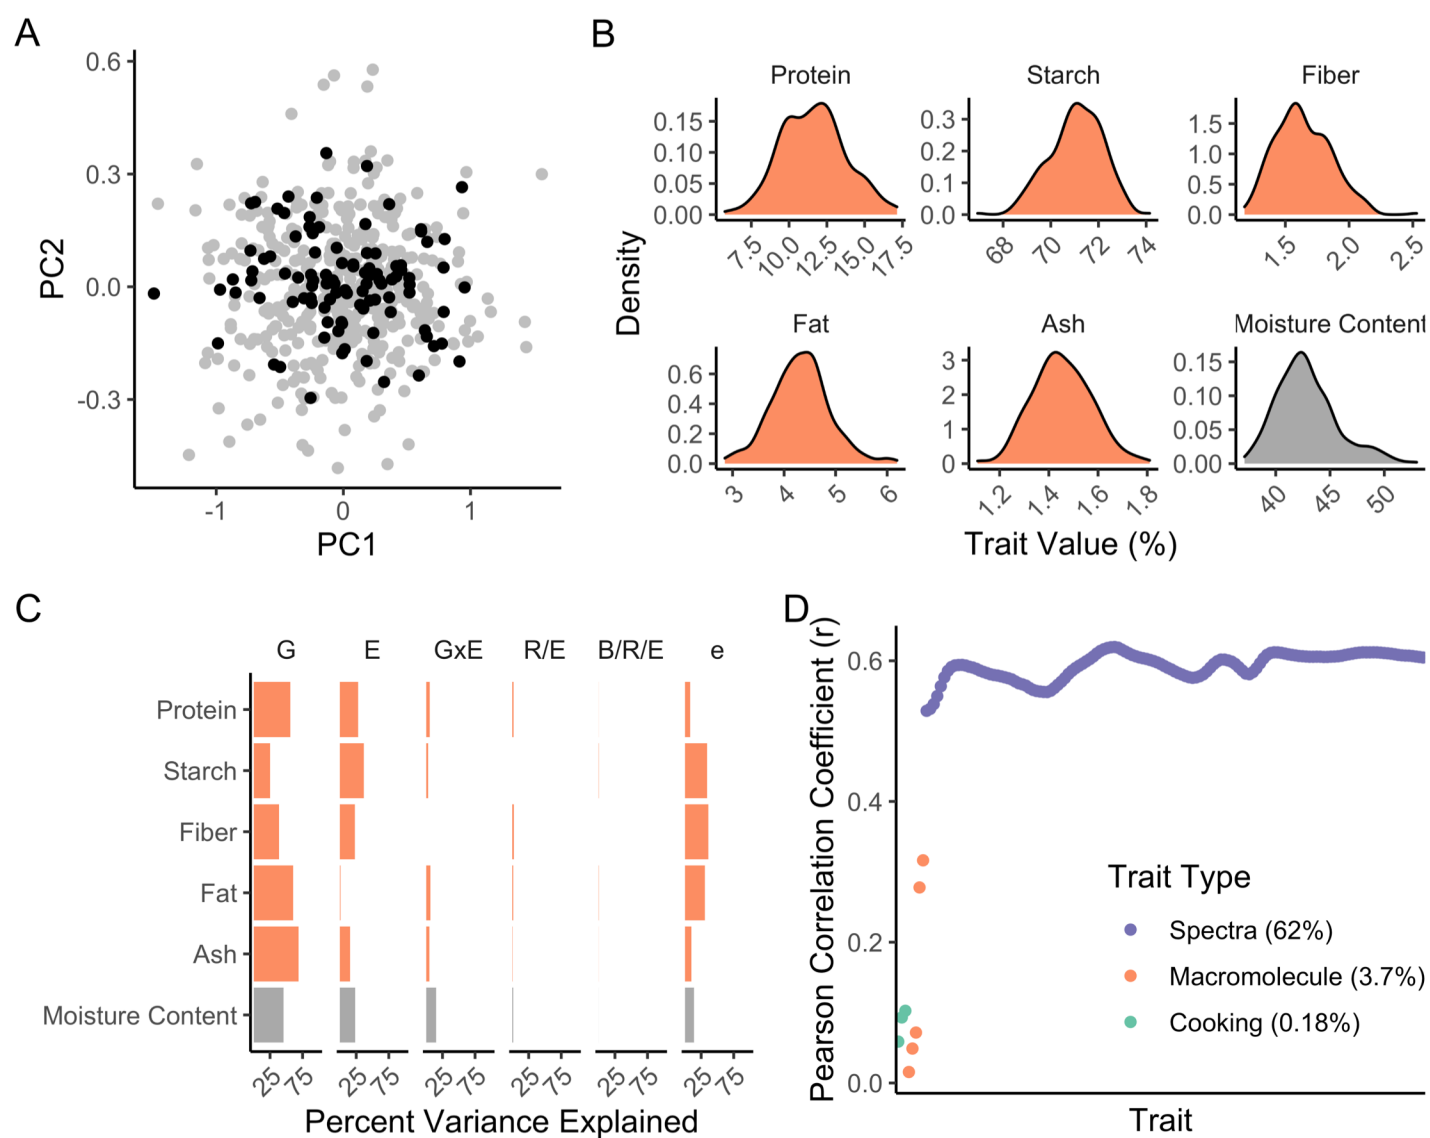 A
0.6
0.3
0.0
-0.3
PC2
-1 0 1
PC1
B
Protein Starch Fiber
0.15
0.10
0.05
0.00
7.5 10.0 12.5 15.0 17.5
0.3
0.2
0.1
0.0
68 70 72 74
1.5
1.0
0.5
0.0
1.5 2.0 2.5
Density
Fat Ash Moisture Content
0.6
0.4
0.2
0.0
3 4 5 6
3
2
1
0
1.2 1.4 1.6 1.8
0.15
0.10
0.05
0.00
40 45 50
Trait Value (%)
C
G E GxE R/E B/R/E e
Protein
Starch
Fiber
Fat
Ash
Moisture Content
25 75 25 75 25 75 25 75 25 75 25 75
Percent Variance Explained
D
Pearson Correlation Coefficient (r)
0.6
0.4
0.2
0.0
Trait Type
Spectra (62%)
Macromolecule (3.7%)
Cooking (0.18%)
Trait